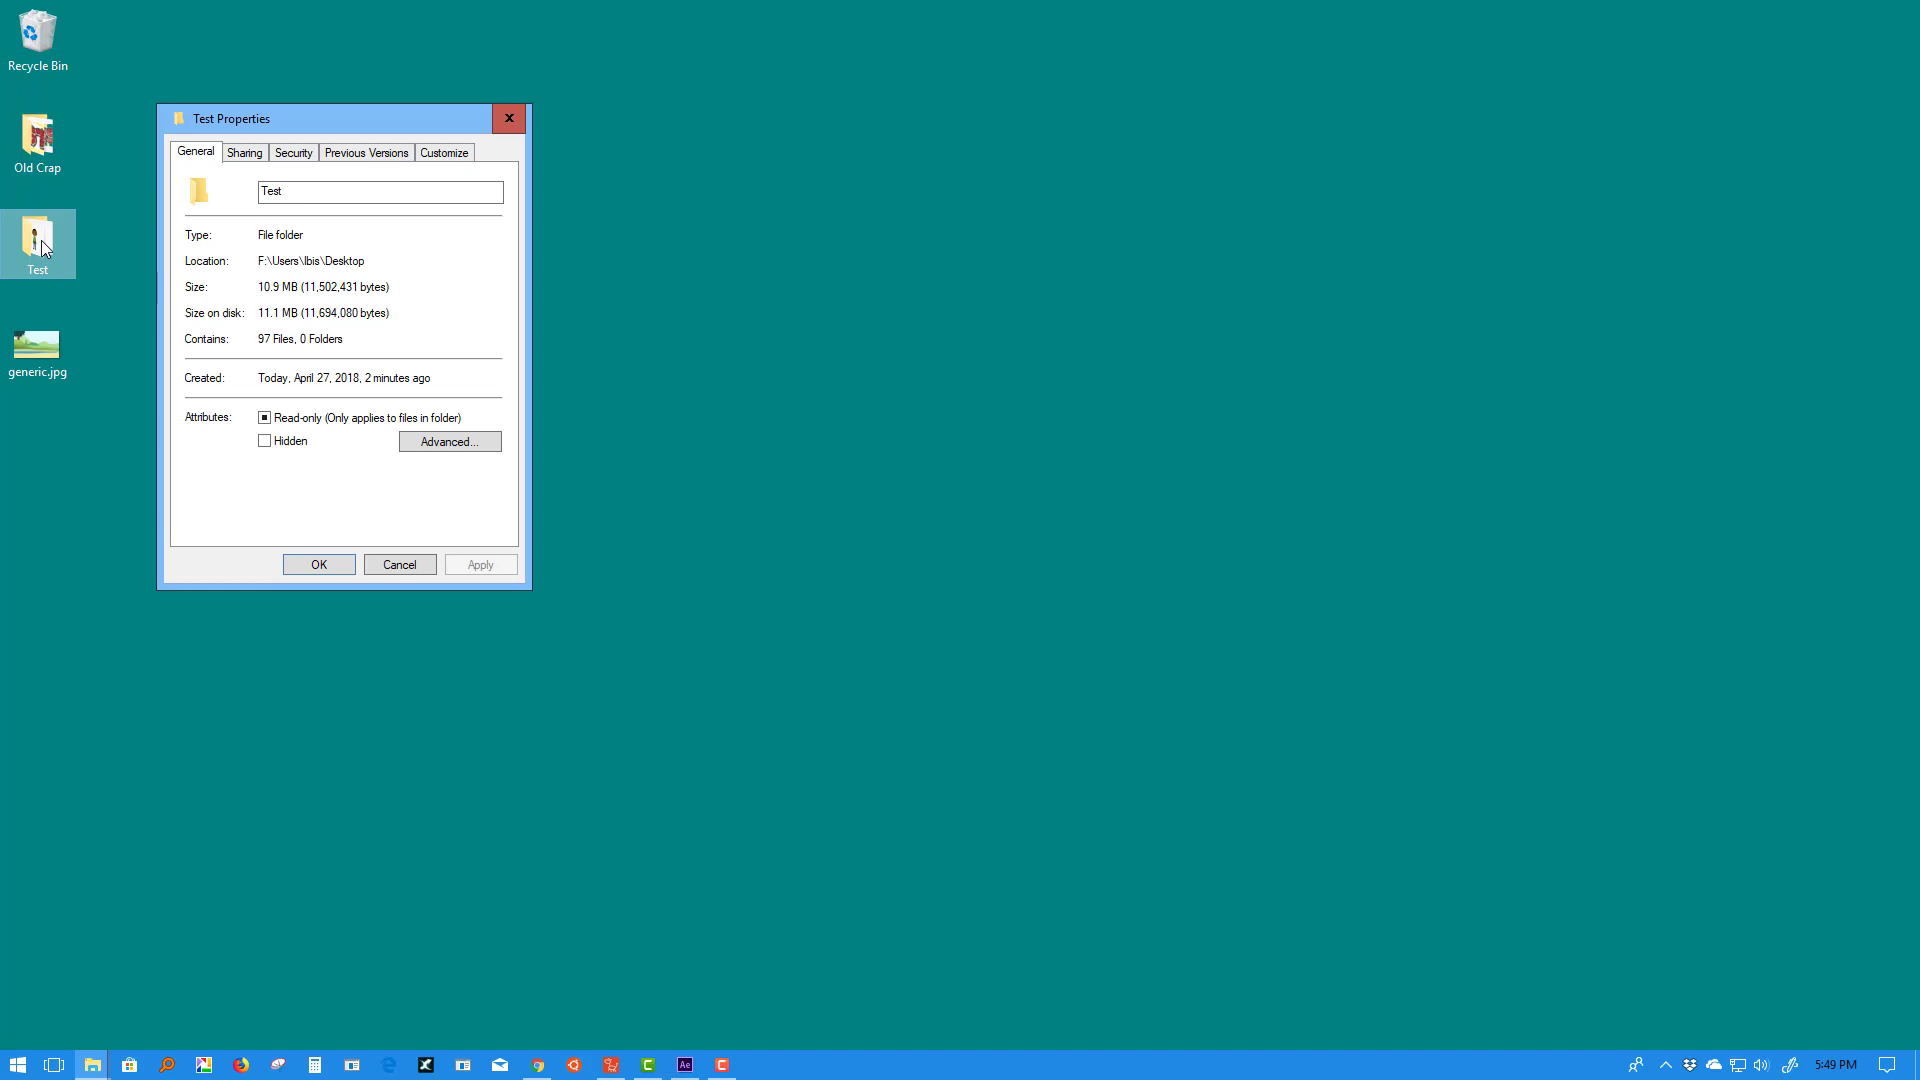 Recycle Bin
Old Crap
Test
generic.jpg
Test Properties
x
General Sharing Security Previous Versions Customize
Test
Type: File folder
Location: F:\Users\Ibis\Desktop
Size: 10.9 MB (11,502,431 bytes)
Size on disk: 11.1 MB (11,694,080 bytes)
Contains: 97 Files, 0 Folders
Created: Today, April 27, 2018, 2 minutes ago
Attributes: Read-only (Only applies to files in folder)
Hidden Advanced...
OK Cancel Apply
Ae
5:49 PM